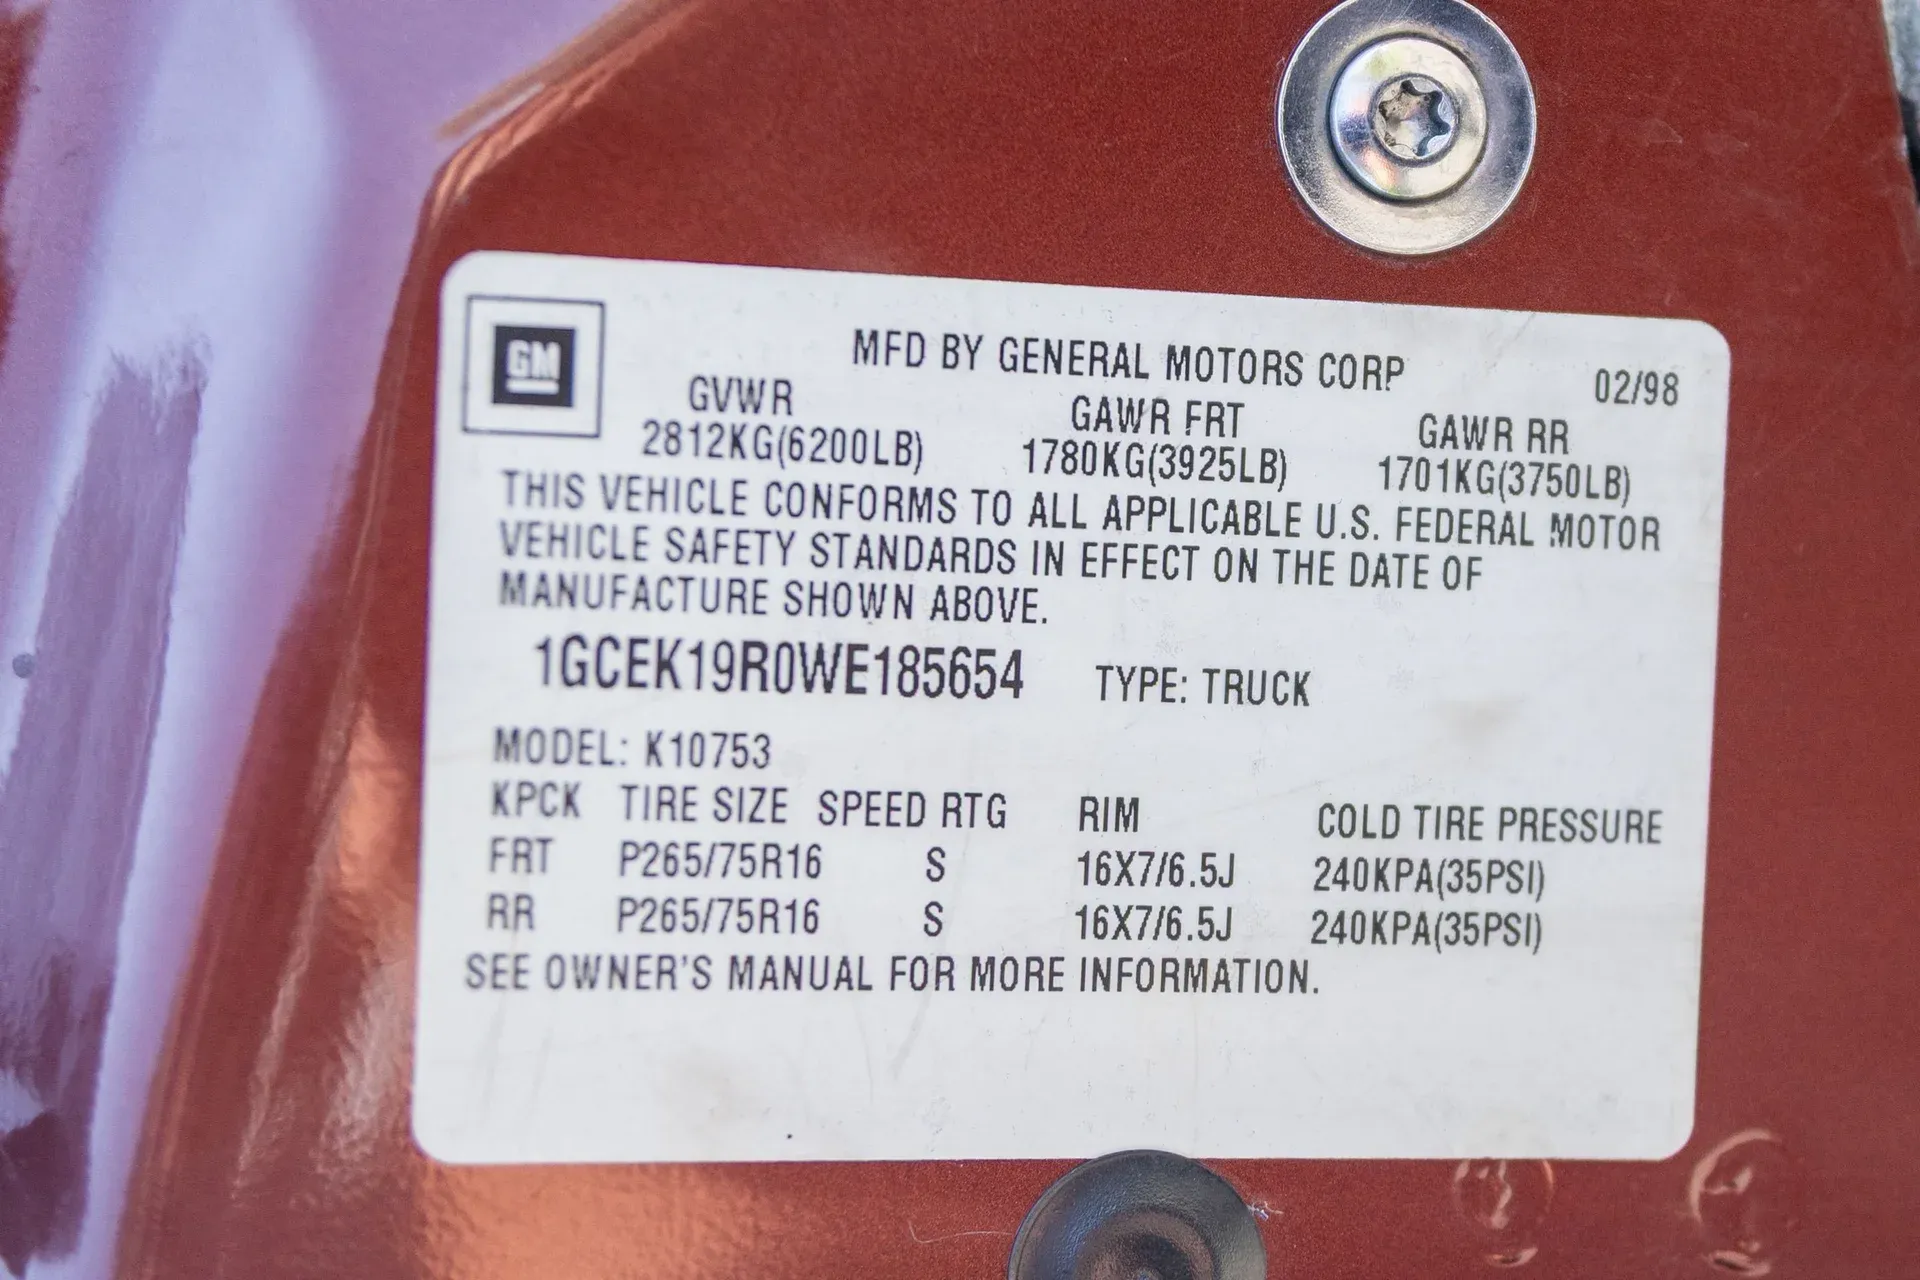 GM
MFD BY GENERAL MOTORS CORP 02/98
GVWR GAWR FRT GAWR RR
2812KG(6200LB) 1780KG(3925LB) 1701KG(3750LB)
THIS VEHICLE CONFORMS TO ALL APPLICABLE U.S. FEDERAL MOTOR
VEHICLE SAFETY STANDARDS IN EFFECT ON THE DATE OF
MANUFACTURE SHOWN ABOVE.
1GCEK19R0WE185654 TYPE: TRUCK
MODEL: K10753
KPCK TIRE SIZE SPEED RTG RIM COLD TIRE PRESSURE
FRT P265/75R16 S 16X7/6.5J 240KPA(35PSI)
RR P265/75R16 S 16X7/6.5J 240KPA(35PSI)
SEE OWNER'S MANUAL FOR MORE INFORMATION.